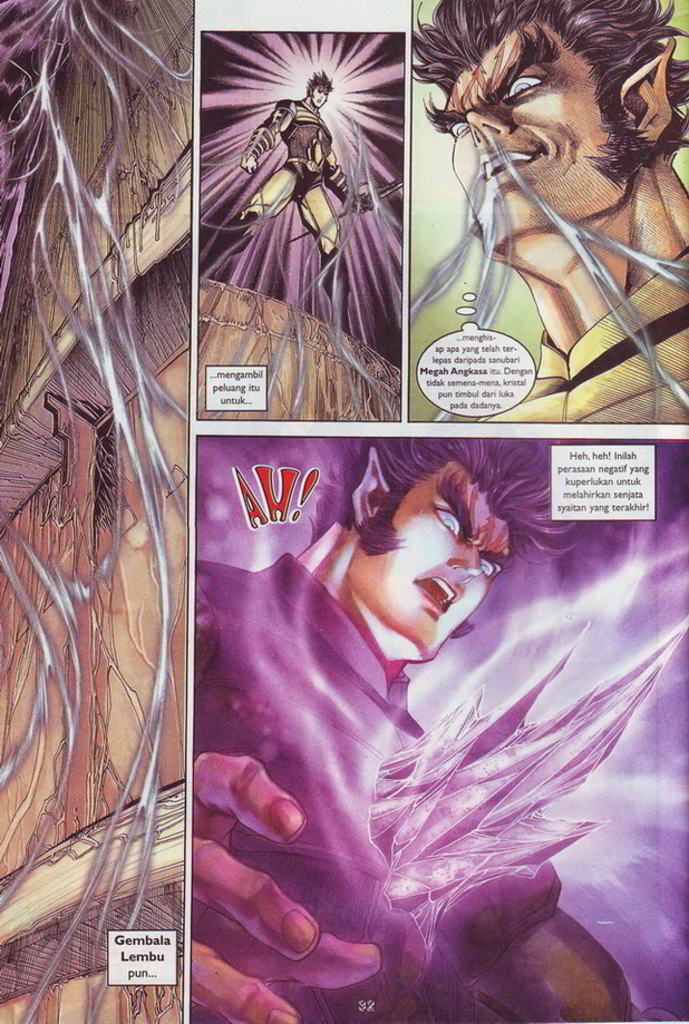 Gembala
Lembu
pun...
...mengambil
peluang itu
untuk...
...menghis-
ap apa yang telah ter-
lepas daripada sanubari
Megah Angkasa itu. Dengan
tidak semena-mena, kristal
pun timbul dari luka
pada dadanya.
AH!
Heh, heh! Inilah
perasaan negatif yang
kuperlukan untuk
melahirkan senjata
syaitan yang terakhir!
32